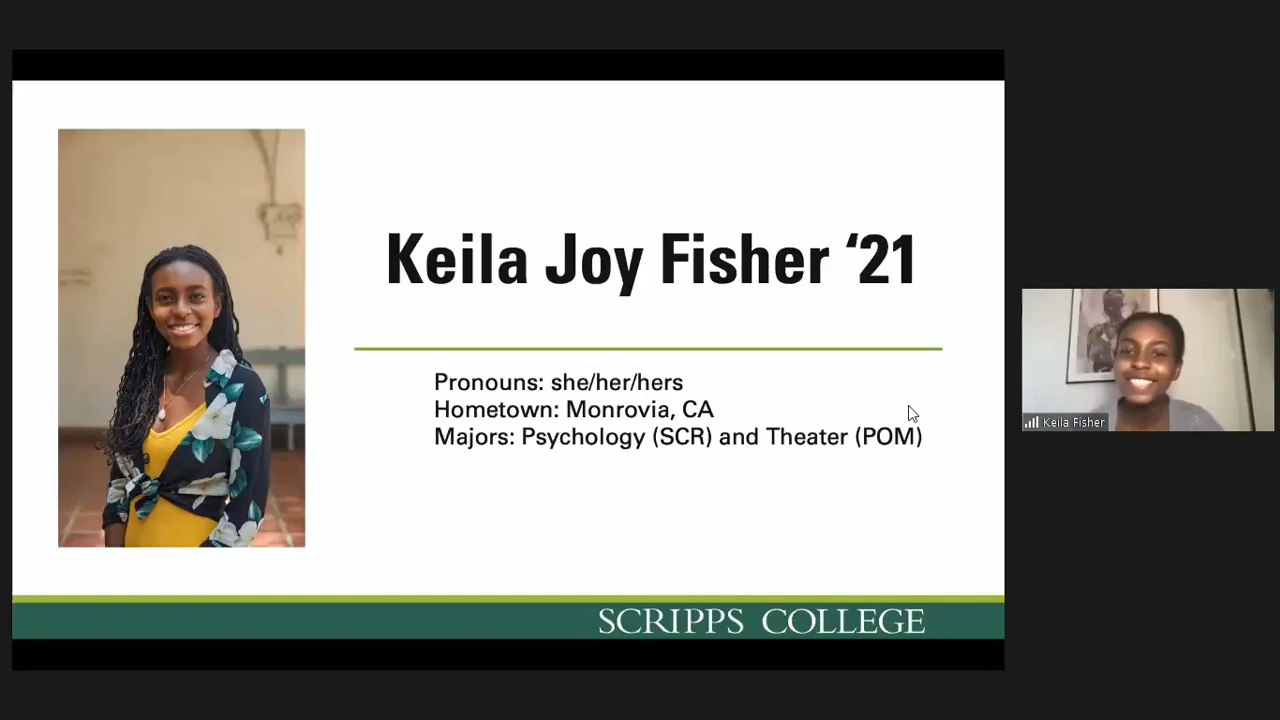 Keila Joy Fisher ‘21
Pronouns: she/her/hers
Hometown: Monrovia, CA
Majors: Psychology (SCR) and Theater (POM)
SCRIPPS COLLEGE
Keila Fisher